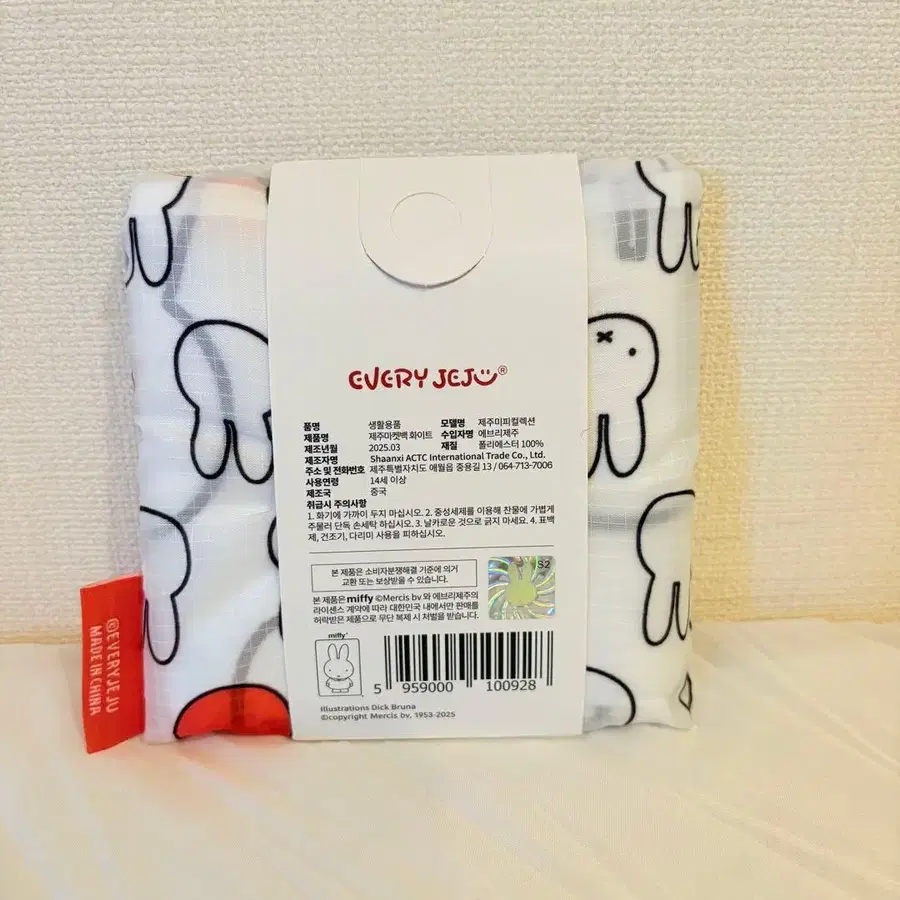 EVERY JEJU®
품명 생활용품 모델명 제주미피컬렉션
제품명 제주마켓백 화이트 수입자명 에브리제주
제조년월 2025.03 재질 폴리에스터 100%
제조자명 Shaanxi ACTC International Trade Co., Ltd.
주소 및 전화번호 제주특별자치도 애월읍 중용길 13 / 064-713-7006
사용연령 14세 이상
제조국 중국
취급시 주의사항
1. 화기에 가까이 두지 마십시오. 2. 중성세제를 이용해 찬물에 가볍게
주물러 단독 손세탁 하십시오. 3. 날카로운 것으로 긁지 마세요. 4. 표백
제, 건조기, 다리미 사용을 피하십시오.
본 제품은 소비자분쟁해결 기준에 의거
교환 또는 보상받을 수 있습니다.
S2
본 제품은 miffy ©Mercis bv 와 에브리제주의
라이센스 계약에 따라 대한민국 내에서만 판매를
허락받은 제품으로 무단 복제 시 처벌을 받습니다.
miffy®
5 959000 100928
Illustrations Dick Bruna
©copyright Mercis bv, 1953-2025
©EVERYJEJU
MADE IN CHINA